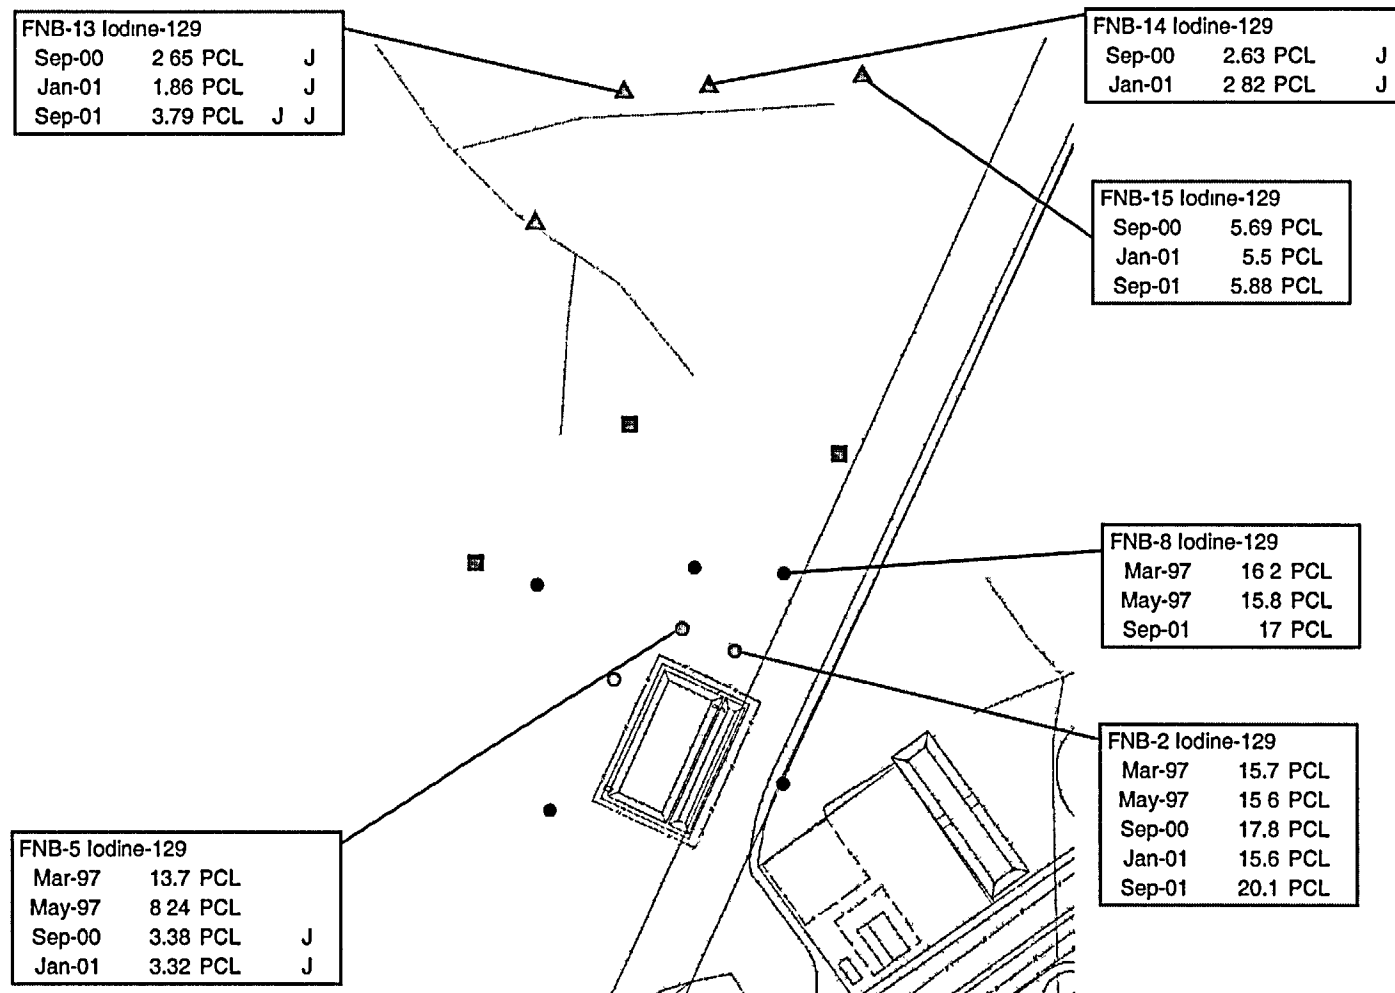 FNB-13 Iodine-129
Sep-00 2 65 PCL J
Jan-01 1.86 PCL J
Sep-01 3.79 PCL J J
FNB-14 Iodine-129
Sep-00 2.63 PCL J
Jan-01 2 82 PCL J
FNB-15 Iodine-129
Sep-00 5.69 PCL
Jan-01 5.5 PCL
Sep-01 5.88 PCL
FNB-8 Iodine-129
Mar-97 16 2 PCL
May-97 15.8 PCL
Sep-01 17 PCL
FNB-2 Iodine-129
Mar-97 15.7 PCL
May-97 15 6 PCL
Sep-00 17.8 PCL
Jan-01 15.6 PCL
Sep-01 20.1 PCL
FNB-5 Iodine-129
Mar-97 13.7 PCL
May-97 8 24 PCL
Sep-00 3.38 PCL J
Jan-01 3.32 PCL J